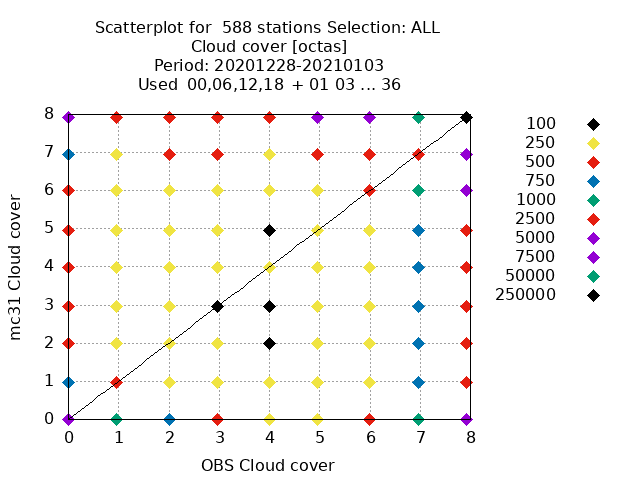 Scatterplot for  588 stations Selection: ALL
Cloud cover [octas]
Period: 20201228-20210103
Used  00,06,12,18  + 01 03 ... 36
8
7
6
5
4
3
2
1
0
mc31 Cloud cover
0 1 2 3 4 5 6 7 8
OBS Cloud cover
100
250
500
750
1000
2500
5000
7500
50000
250000